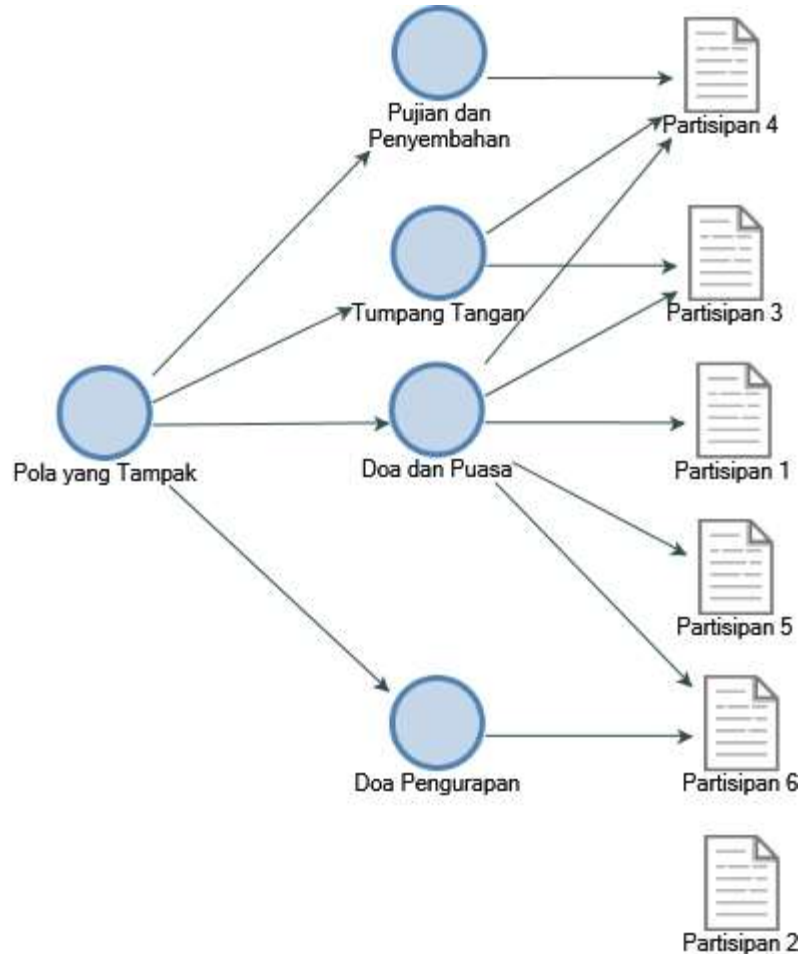 Pujian dan
Penyembahan
Partisipan 4
Tumpang Tangan
Partisipan 3
Pola yang Tampak
Doa dan Puasa
Partisipan 1
Partisipan 5
Doa Pengurapan
Partisipan 6
Partisipan 2